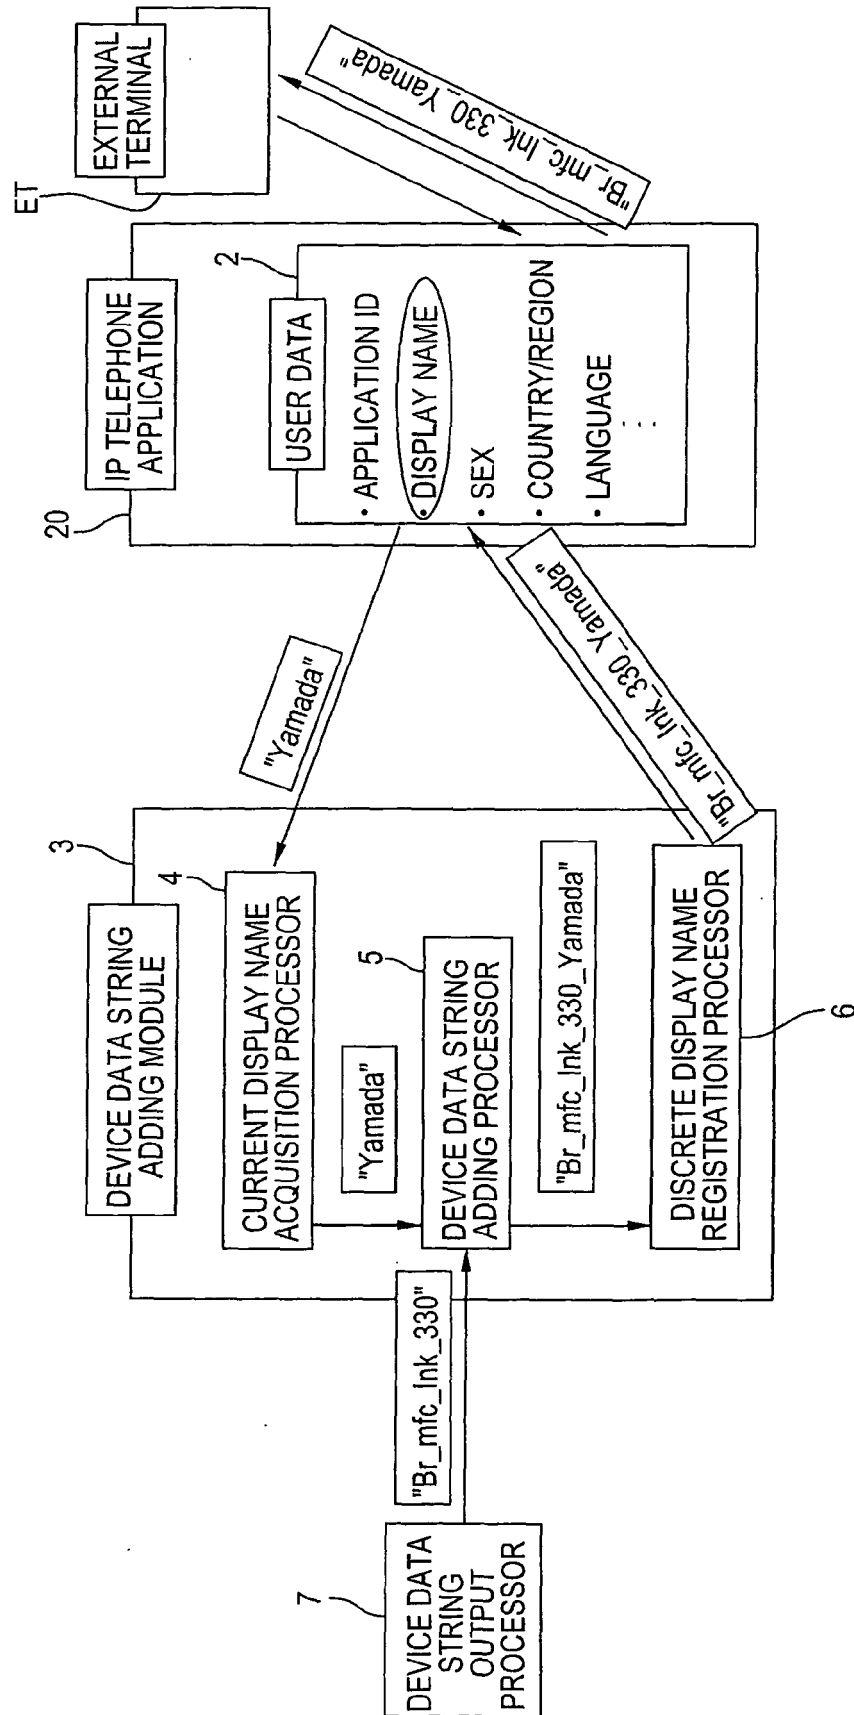 ET
EXTERNAL
TERMINAL
"Br_mfc_Ink_330_Yamada"
20
IP TELEPHONE
APPLICATION
2
USER DATA
• APPLICATION ID
• DISPLAY NAME
• SEX
• COUNTRY/REGION
• LANGUAGE
"Yamada"
"Br_mfc_Ink_330_Yamada"
3
DEVICE DATA STRING
ADDING MODULE
4
CURRENT DISPLAY NAME
ACQUISITION PROCESSOR
"Yamada"
5
DEVICE DATA STRING
ADDING PROCESSOR
"Br_mfc_Ink_330_Yamada"
DISCRETE DISPLAY NAME
REGISTRATION PROCESSOR
6
"Br_mfc_Ink_330"
7
DEVICE DATA
STRING
OUTPUT
PROCESSOR